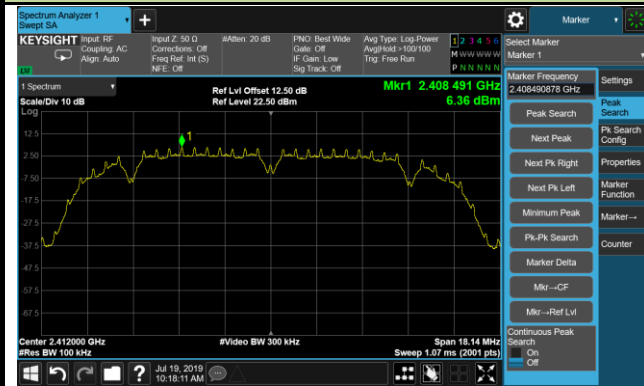 Spectrum Analyzer 1
Swept SA
Marker
KEYSIGHT
Input: RF
Coupling: AC
Align: Auto
Input Z: 50 Ω
Corrections: Off
Freq Ref: Int (S)
NFE: Off
#Atten: 20 dB
PNO: Best Wide
Gate: Off
IF Gain: Low
Sig Track: Off
Avg Type: Log-Power
Avg|Hold:>100/100
Trig: Free Run
1 2 3 4 5 6
M W W W W W
P N N N N N
Select Marker
Marker 1
1 Spectrum
Scale/Div 10 dB
Log
Ref Lvl Offset 12.50 dB
Ref Level 22.50 dBm
Mkr1 2.408 491 GHz
6.36 dBm
12.5
2.50
-7.50
-17.5
-27.5
-37.5
-47.5
-57.5
-67.5
1
Center 2.412000 GHz
#Res BW 100 kHz
#Video BW 300 kHz
Span 18.14 MHz
Sweep 1.07 ms (2001 pts)
Marker Frequency
2.408490878 GHz
Peak Search
Next Peak
Next Pk Right
Next Pk Left
Minimum Peak
Pk-Pk Search
Marker Delta
Mkr→CF
Mkr→Ref Lvl
Continuous Peak
Search
On
Off
Settings
Peak
Search
Pk Search
Config
Properties
Marker
Function
Marker→
Counter
Jul 19, 2019
10:18:11 AM